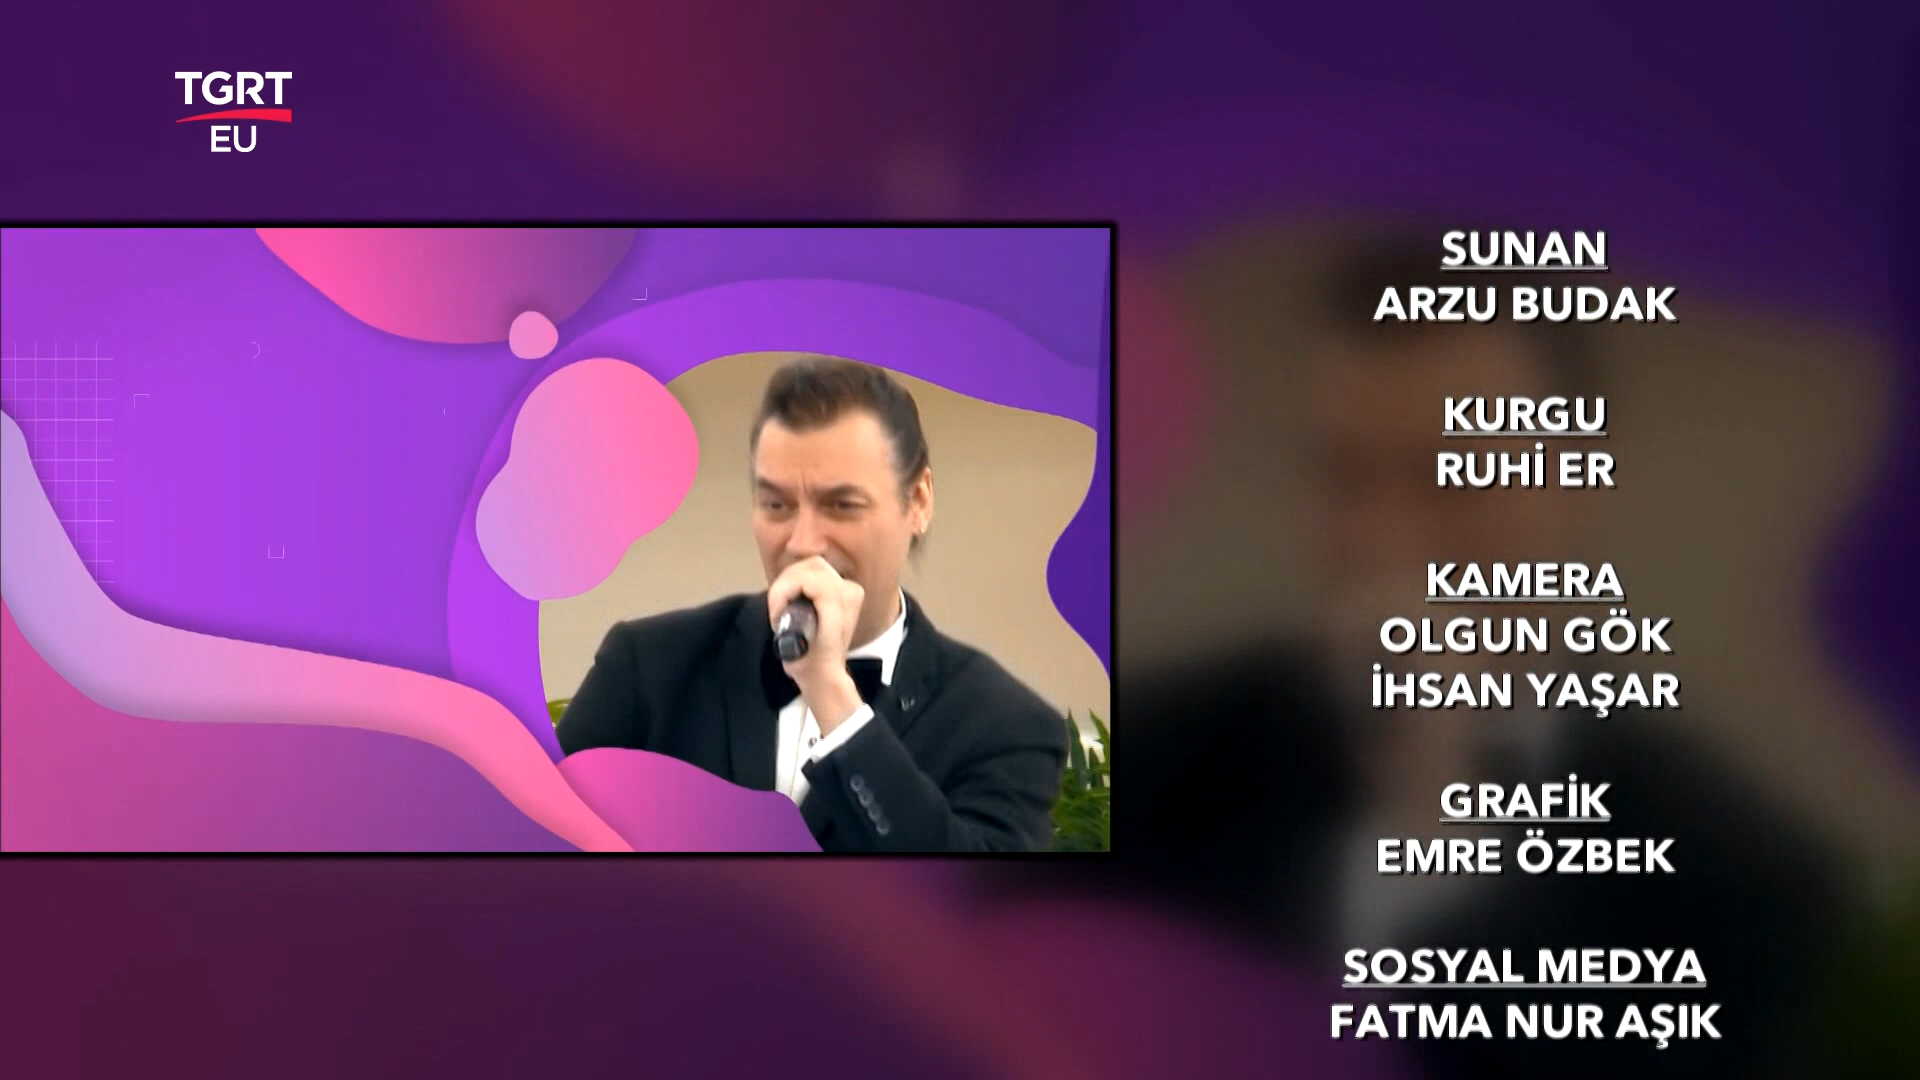 TGRT
EU
SUNAN
ARZU BUDAK
KURGU
RUHİ ER
KAMERA
OLGUN GÖK
İHSAN YAŞAR
GRAFİK
EMRE ÖZBEK
SOSYAL MEDYA
FATMA NUR AŞIK